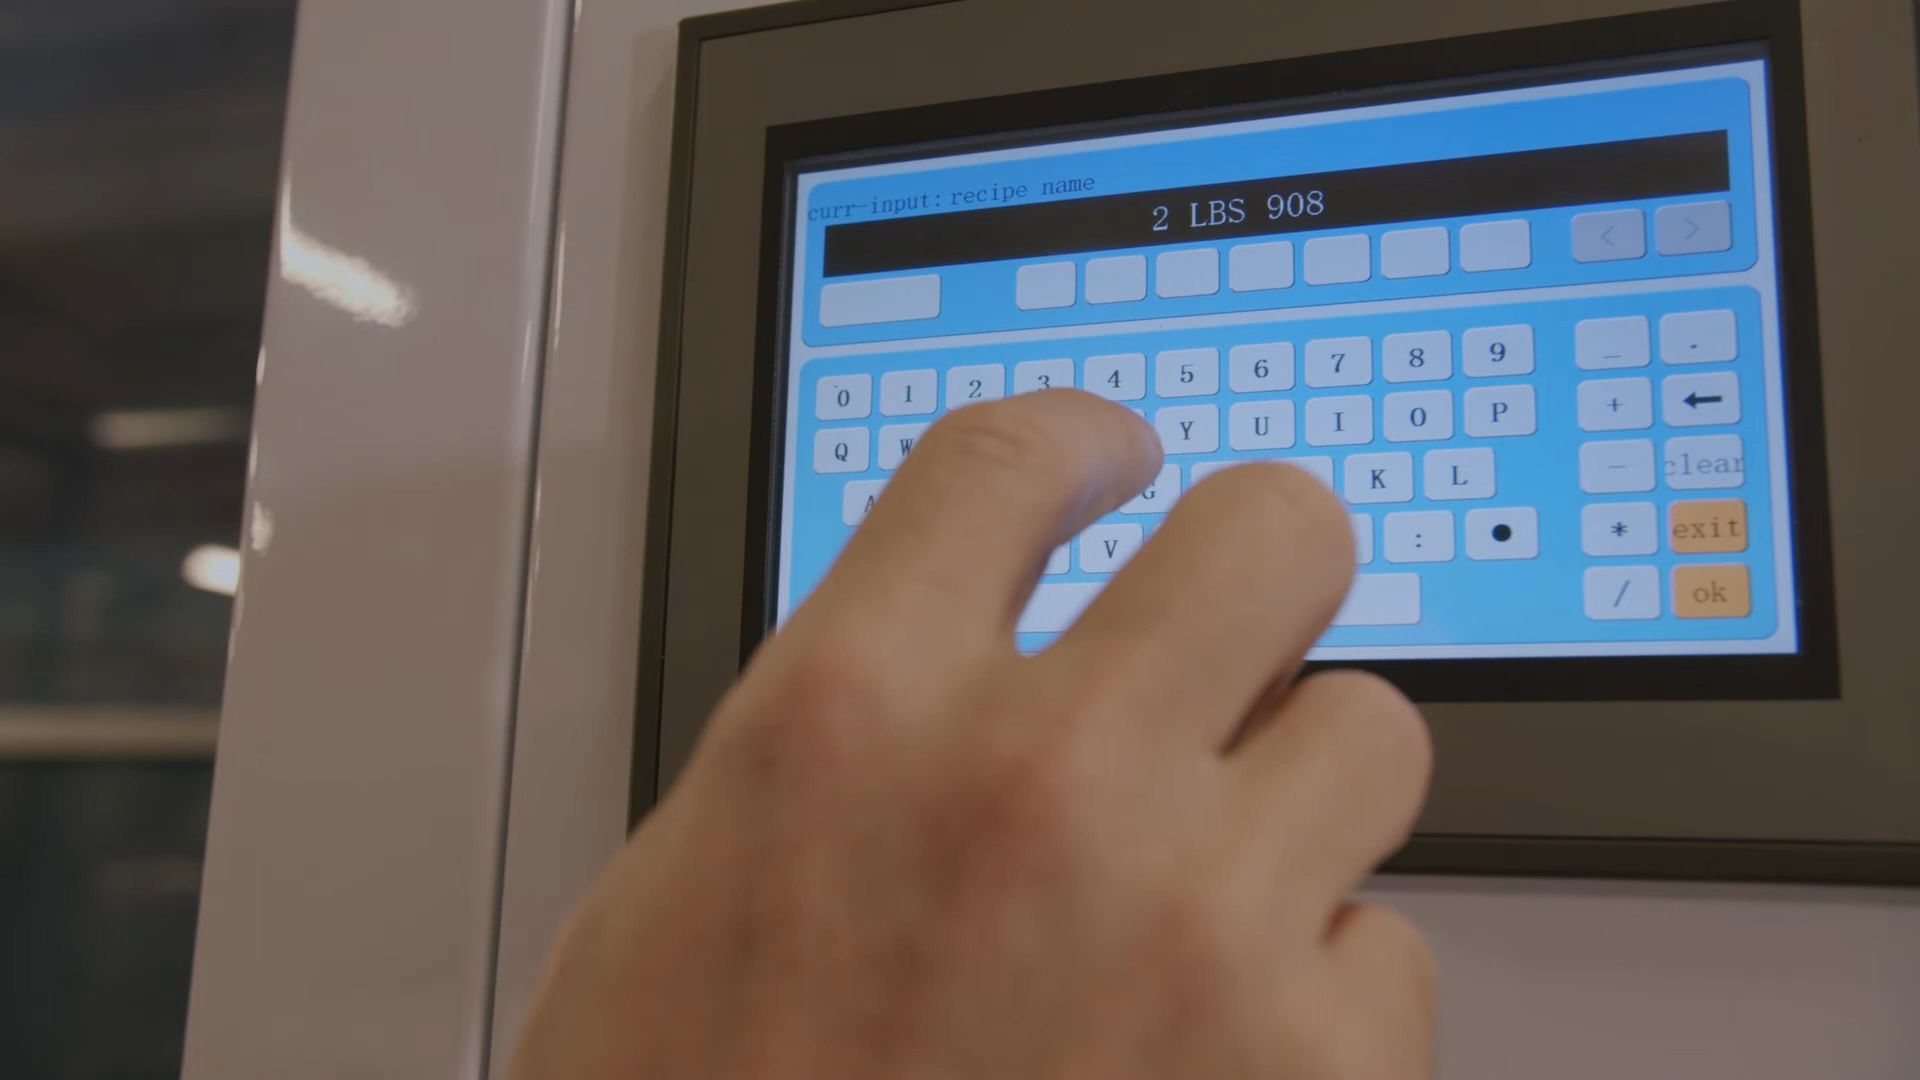 curr-input: recipe name
2 LBS 908
< >
0 1 2 3 4 5 6 7 8 9 _ .
Q W Y U I O P + ←
A G K L - clear
V : ● * exit
/ ok